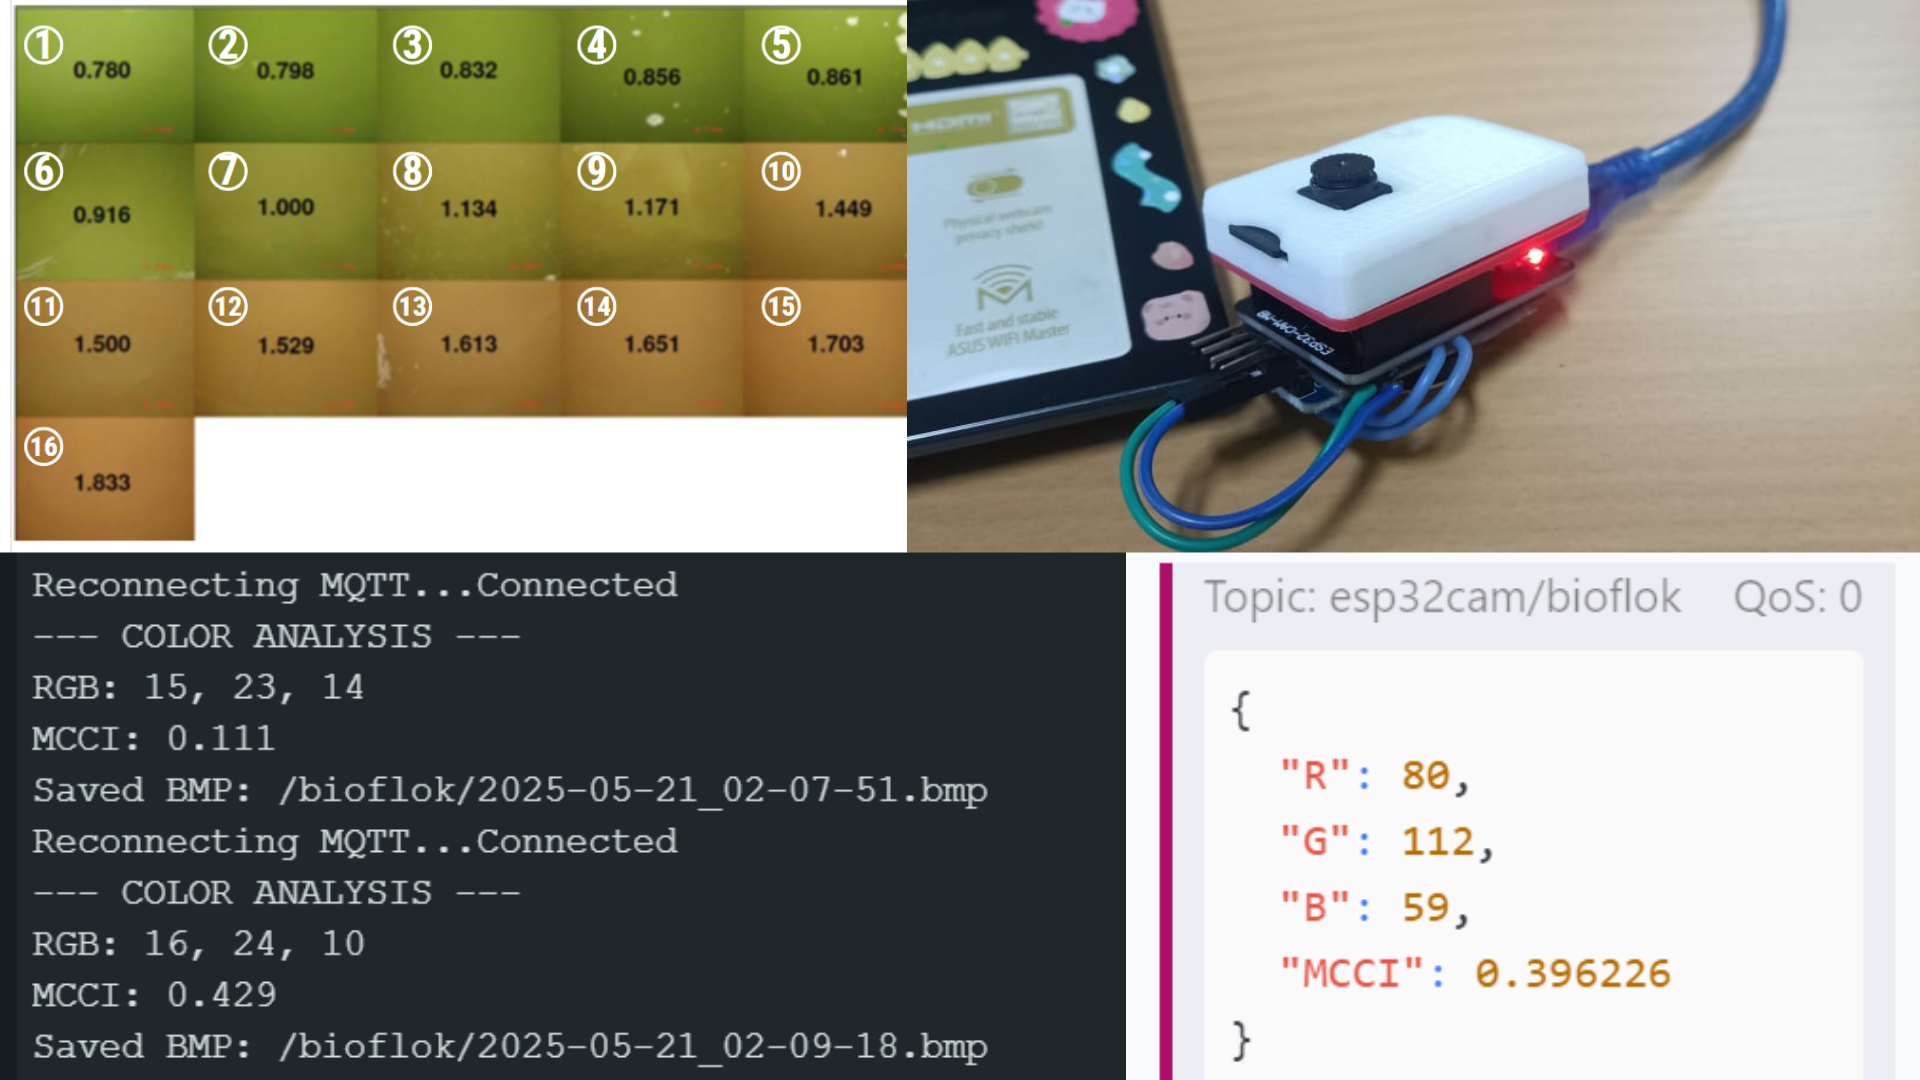 ① 0.780
② 0.798
③ 0.832
④ 0.856
⑤ 0.861
⑥ 0.916
⑦ 1.000
⑧ 1.134
⑨ 1.171
⑩ 1.449
⑪ 1.500
⑫ 1.529
⑬ 1.613
⑭ 1.651
⑮ 1.703
⑯ 1.833
HDMI
Physical webcam
privacy shield
Fast and stable
ASUS WIFI Master
ESP32-CAM-MB
Reconnecting MQTT...Connected
--- COLOR ANALYSIS ---
RGB: 15, 23, 14
MCCI: 0.111
Saved BMP: /bioflok/2025-05-21_02-07-51.bmp
Reconnecting MQTT...Connected
--- COLOR ANALYSIS ---
RGB: 16, 24, 10
MCCI: 0.429
Saved BMP: /bioflok/2025-05-21_02-09-18.bmp
Topic: esp32cam/bioflok QoS: 0
{
"R": 80,
"G": 112,
"B": 59,
"MCCI": 0.396226
}